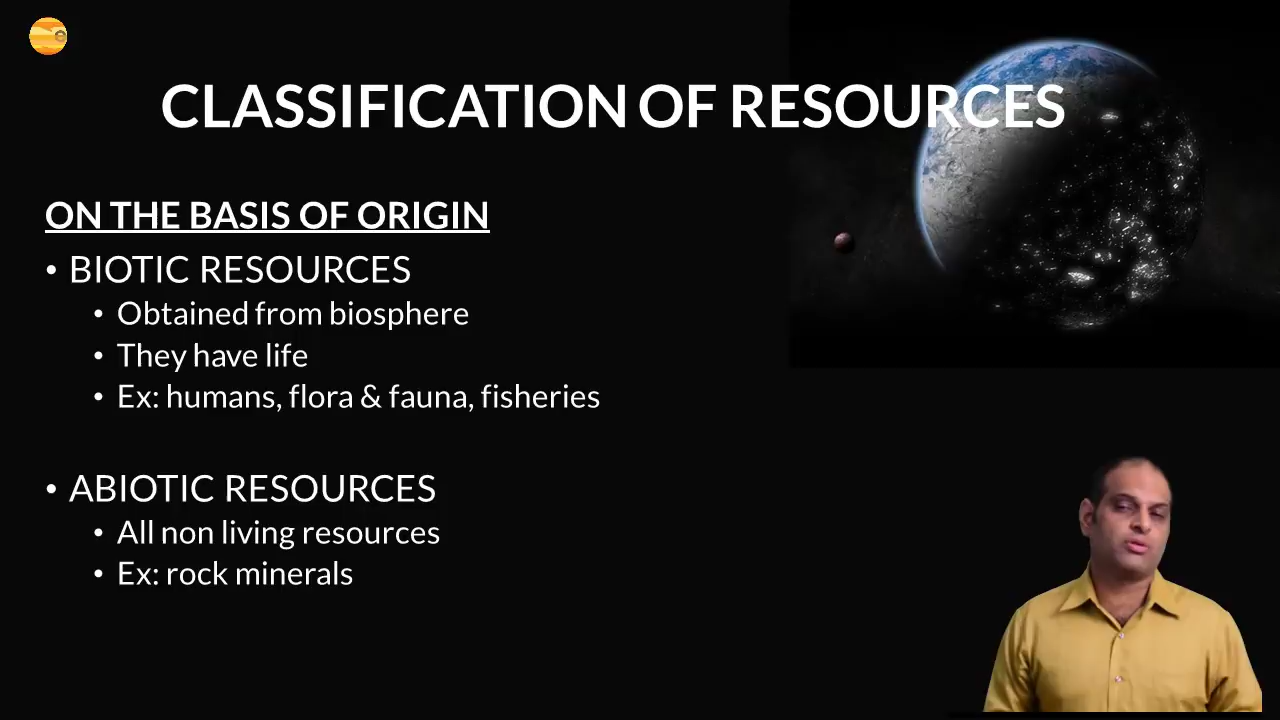 CLASSIFICATION OF RESOURCES
ON THE BASIS OF ORIGIN
• BIOTIC RESOURCES
• Obtained from biosphere
• They have life
• Ex: humans, flora & fauna, fisheries
• ABIOTIC RESOURCES
• All non living resources
• Ex: rock minerals